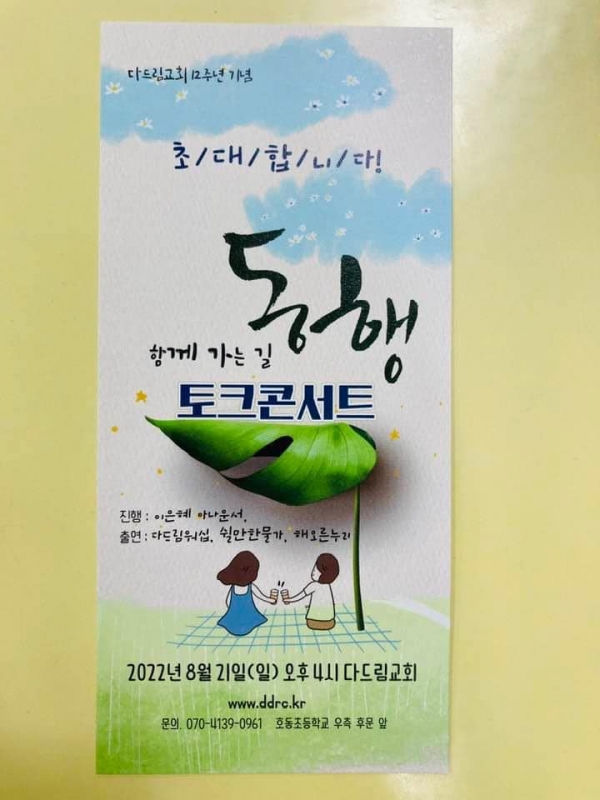 다드림교회 12주년 기념
초/대/합/니/다!
동행
함께 가는 길
토크콘서트
진행 : 이은혜 아나운서,
출연 : 다드림워십, 쉴만한물가, 해오른누리
2022년 8월 21일(일) 오후 4시 다드림교회
www.ddrc.kr
문의. 070-4139-0961 호동초등학교 우측 후문 앞